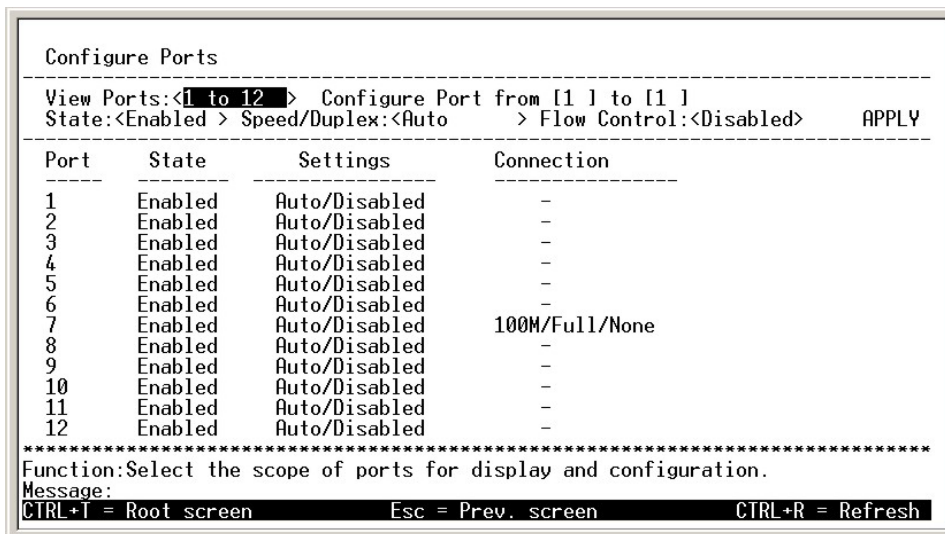 Configure Ports
--------------------------------------------------------------------------------
View Ports:<1 to 12  >  Configure Port from [1 ] to [1 ]
State:<Enabled > Speed/Duplex:<Auto      > Flow Control:<Disabled>     APPLY
--------------------------------------------------------------------------------
Port     State        Settings         Connection
-----   --------  ----------------     ----------------
1       Enabled     Auto/Disabled          -
2       Enabled     Auto/Disabled          -
3       Enabled     Auto/Disabled          -
4       Enabled     Auto/Disabled          -
5       Enabled     Auto/Disabled          -
6       Enabled     Auto/Disabled          -
7       Enabled     Auto/Disabled      100M/Full/None
8       Enabled     Auto/Disabled          -
9       Enabled     Auto/Disabled          -
10      Enabled     Auto/Disabled          -
11      Enabled     Auto/Disabled          -
12      Enabled     Auto/Disabled          -
********************************************************************************
Function:Select the scope of ports for display and configuration.
Message:
CTRL+T = Root screen            Esc = Prev. screen            CTRL+R = Refresh